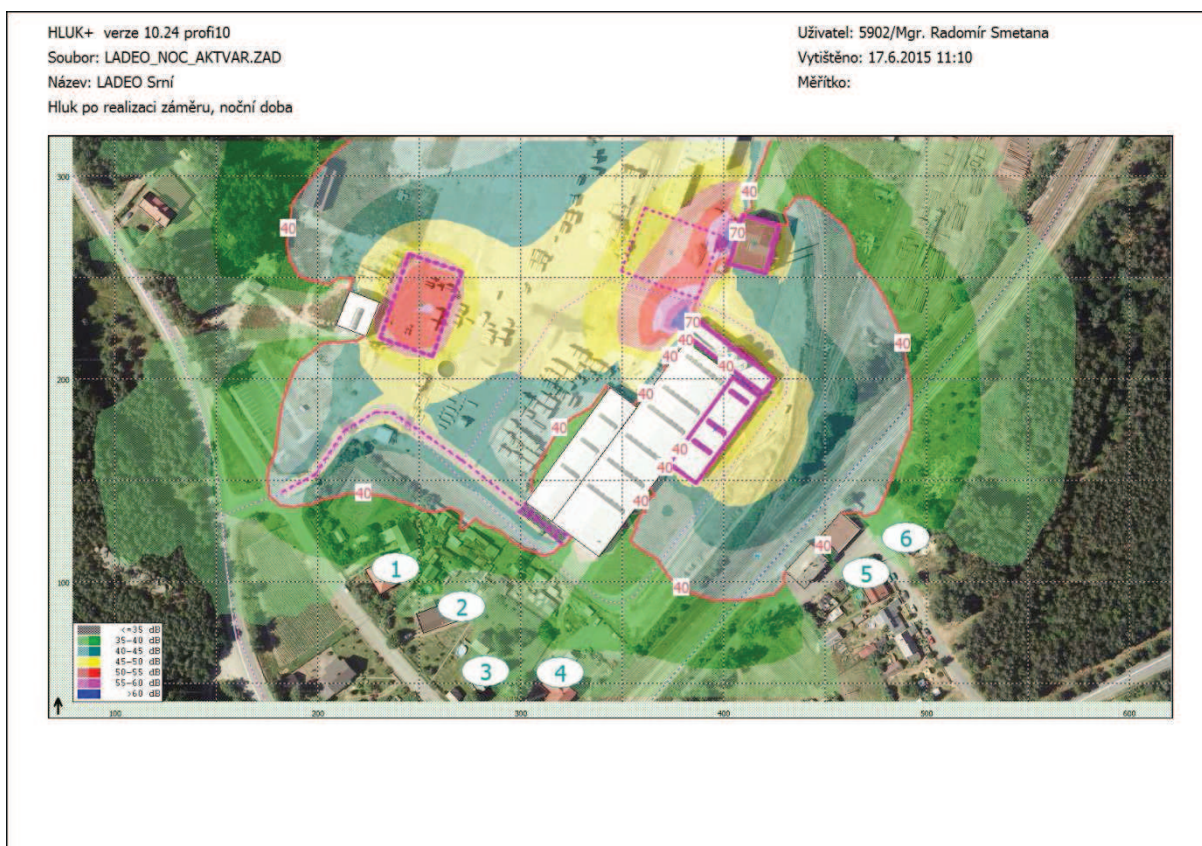 HLUK+ verze 10.24 profi10
Soubor: LADEO_NOC_AKTVAR.ZAD
Název: LADEO Srní
Hluk po realizaci záměru, noční doba
Uživatel: 5902/Mgr. Radomír Smetana
Vytištěno: 17.6.2015 11:10
Měřítko:
300
200
100
40
40
70
70
40
40
40
40
40
40
40
40
40
40
40
40
40
1
2
3
4
5
6
<=35 dB
35-40 dB
40-45 dB
45-50 dB
50-55 dB
55-60 dB
>60 dB
100
200
300
400
500
600